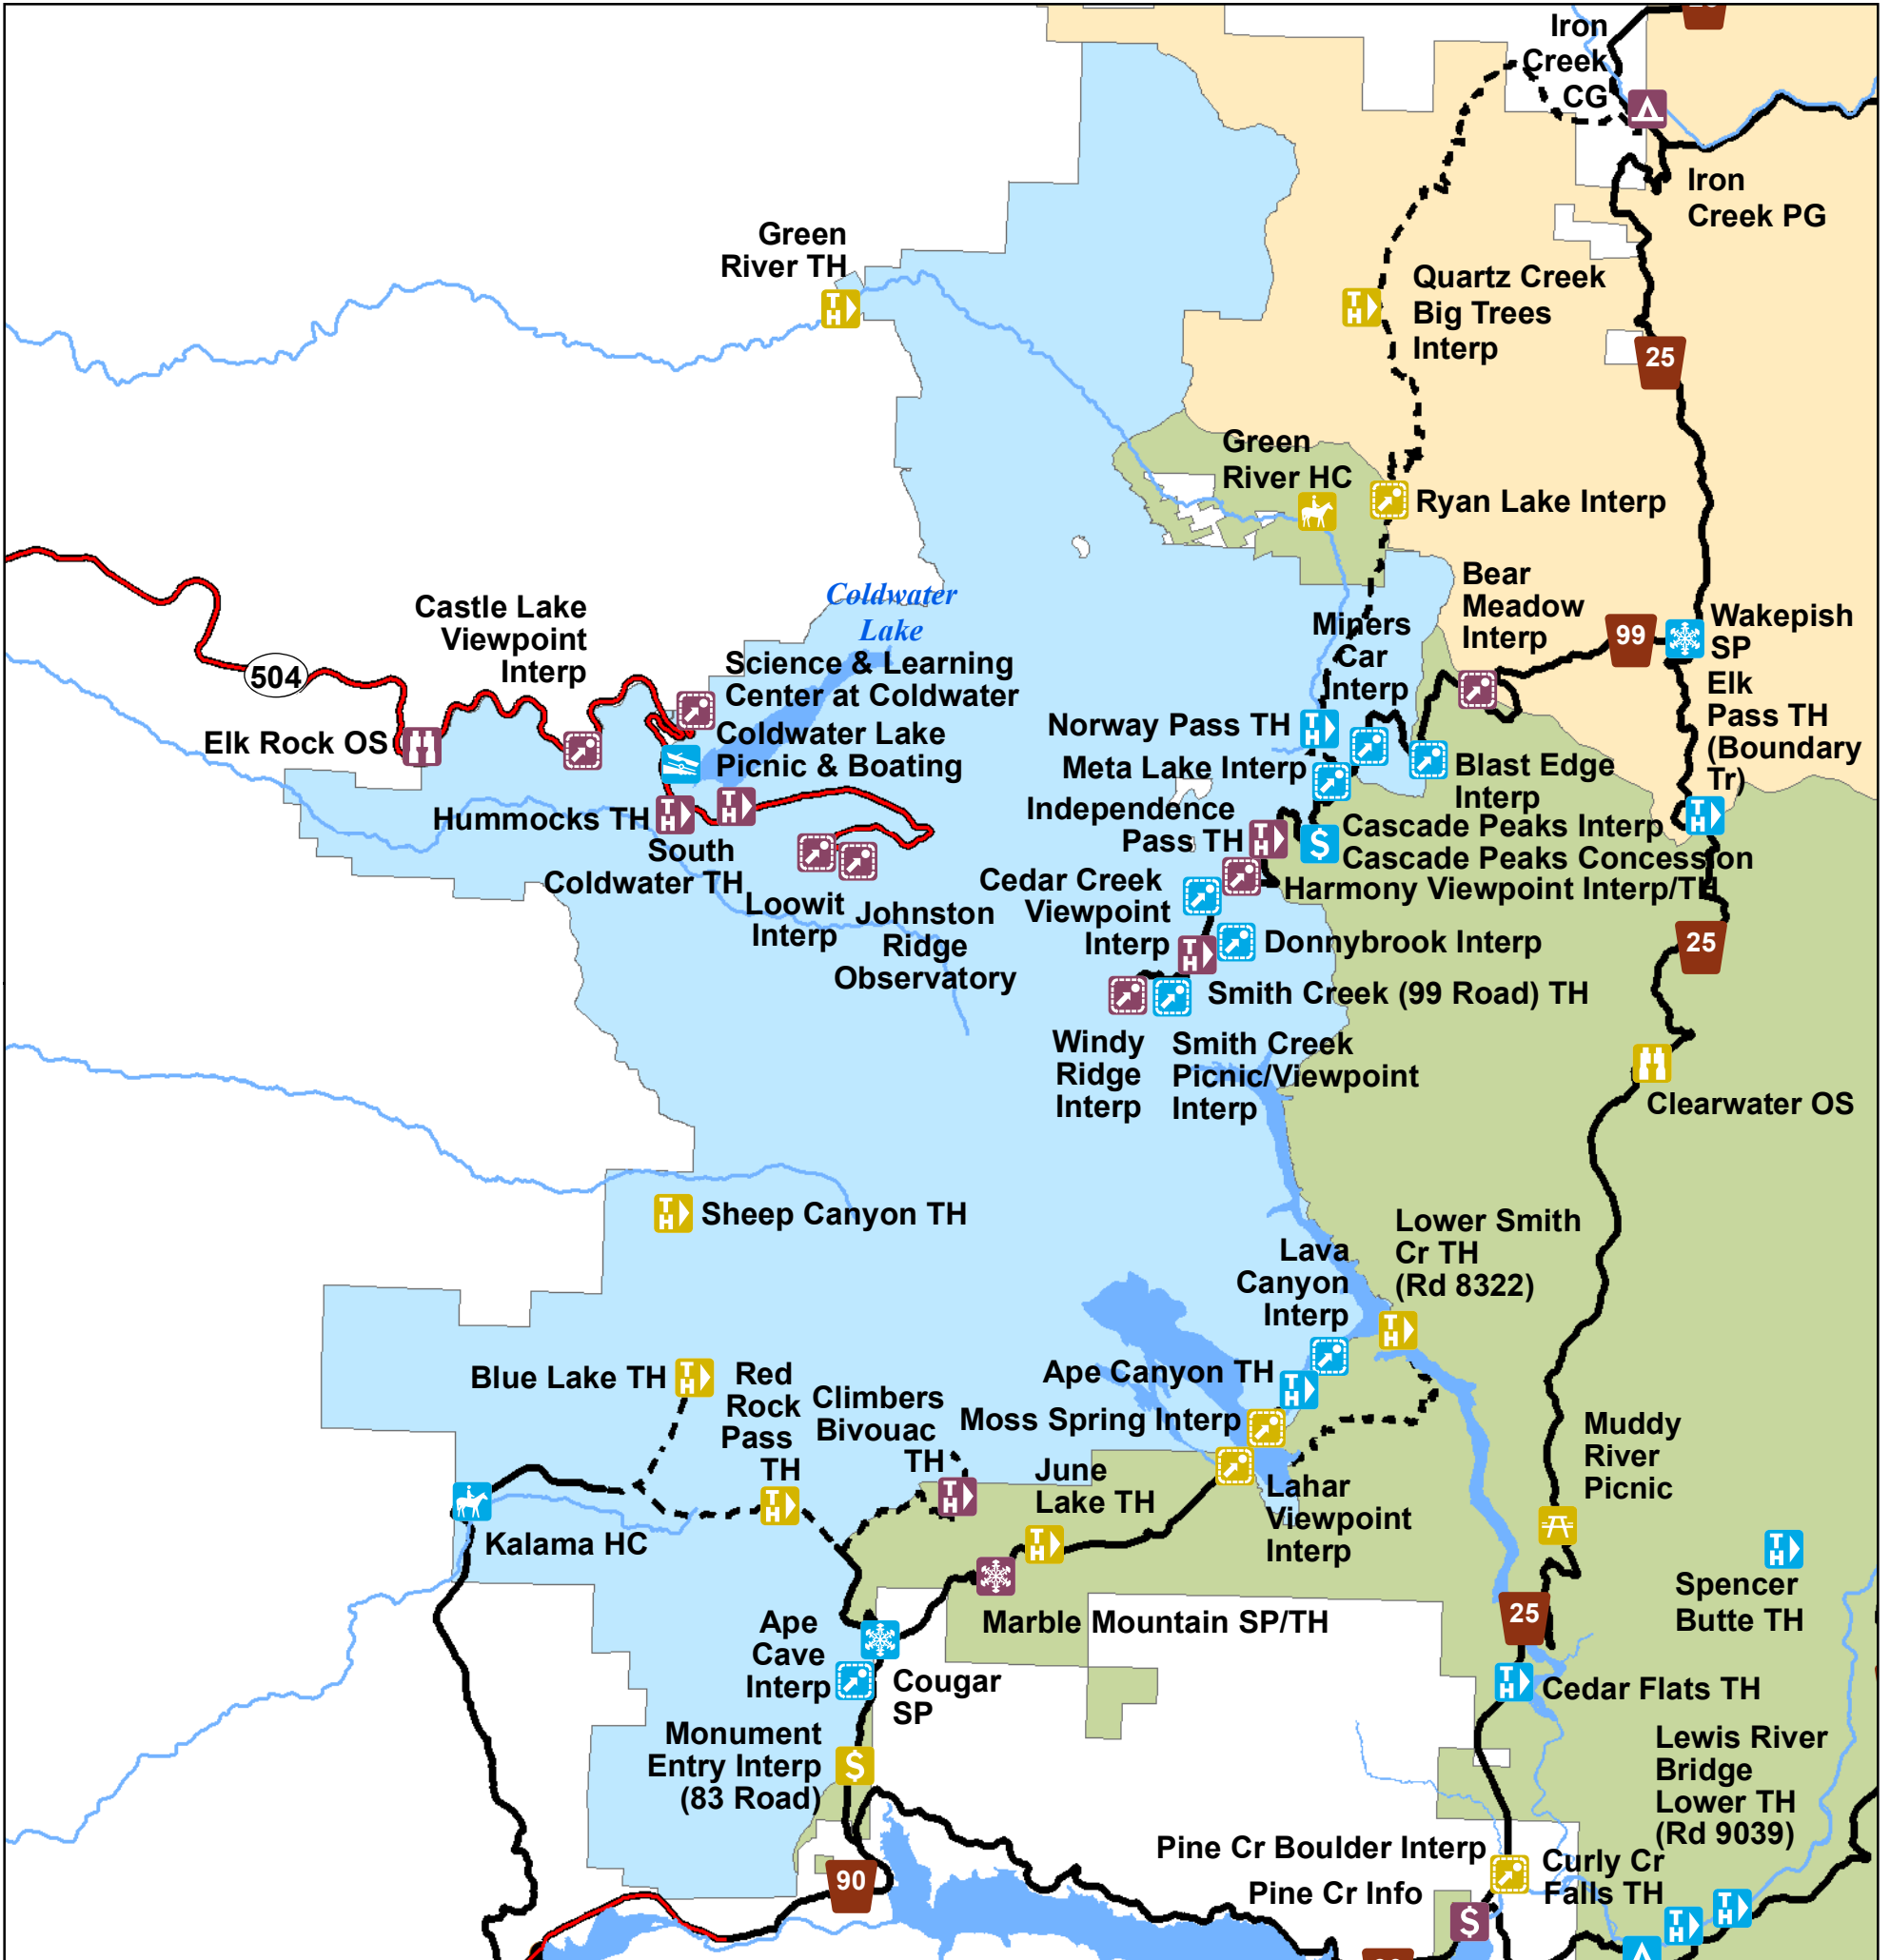 Iron
Creek
CG
Iron
Creek PG
Green
River TH
T
H
Quartz Creek
Big Trees
Interp
T
H
25
Green
River HC
Ryan Lake Interp
Coldwater
Lake
Castle Lake
Viewpoint
Interp
Science & Learning
Center at Coldwater
504
Elk Rock OS
Coldwater Lake
Picnic & Boating
Hummocks TH
T
H
T
H
South
Coldwater TH
Loowit
Interp
Johnston
Ridge
Observatory
Bear
Meadow
Interp
99
Wakepish
SP
Elk
Pass TH
(Boundary
Tr)
T
H
Miners
Car
Interp
Norway Pass TH
T
H
Meta Lake Interp
Blast Edge
Interp
Independence
Pass TH
T
H
$
Cascade Peaks Interp
Cascade Peaks Concession
Harmony Viewpoint Interp/TH
Cedar Creek
Viewpoint
Interp
T
H
Donnybrook Interp
25
Smith Creek (99 Road) TH
Windy
Ridge
Interp
Smith Creek
Picnic/Viewpoint
Interp
Clearwater OS
T
H
Sheep Canyon TH
Lower Smith
Cr TH
(Rd 8322)
T
H
Lava
Canyon
Interp
Blue Lake TH
T
H
Red
Rock
Pass
TH
T
H
Climbers
Bivouac
TH
T
H
Ape Canyon TH
T
H
Moss Spring Interp
June
Lake TH
T
H
Lahar
Viewpoint
Interp
Muddy
River
Picnic
Kalama HC
T
H
Spencer
Butte TH
25
Marble Mountain SP/TH
Ape
Cave
Interp
Cougar
SP
T
H
Cedar Flats TH
Monument
Entry Interp
(83 Road)
$
Lewis River
Bridge
Lower TH
(Rd 9039)
90
Pine Cr Boulder Interp
Pine Cr Info
$
Curly Cr
Falls TH
T
H
T
H